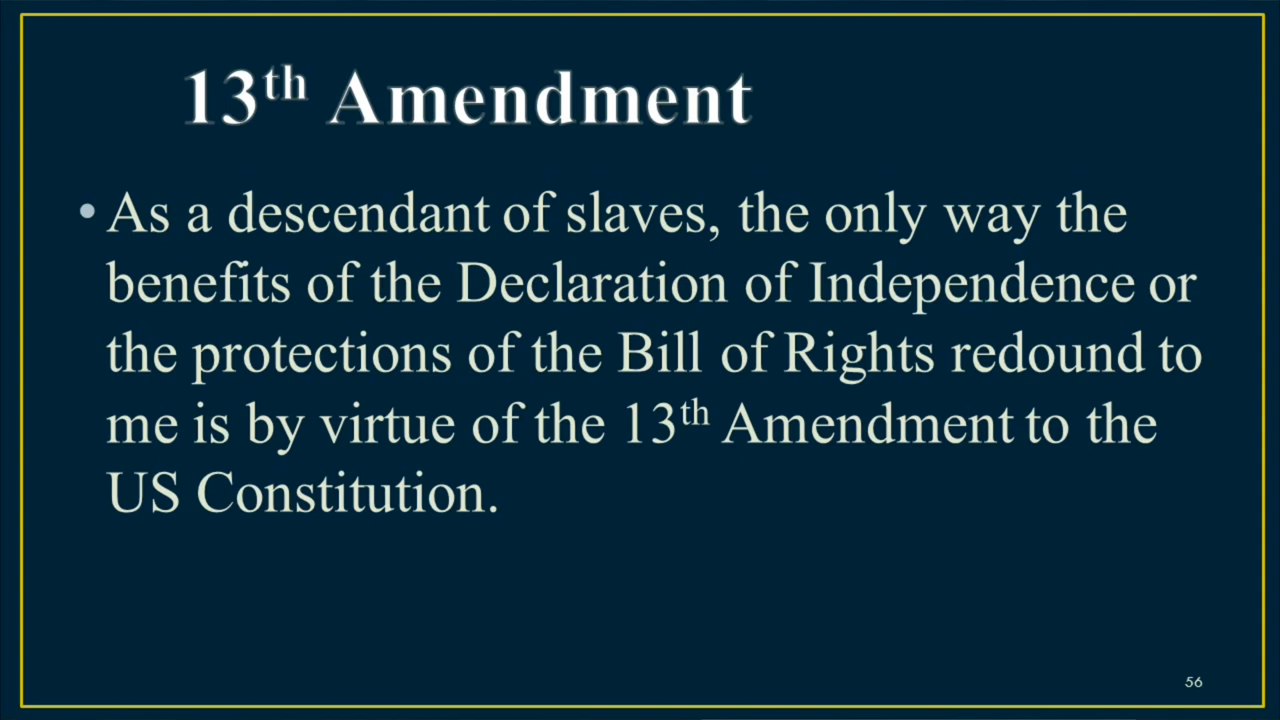 13th Amendment
• As a descendant of slaves, the only way the
benefits of the Declaration of Independence or
the protections of the Bill of Rights redound to
me is by virtue of the 13th Amendment to the
US Constitution.
56